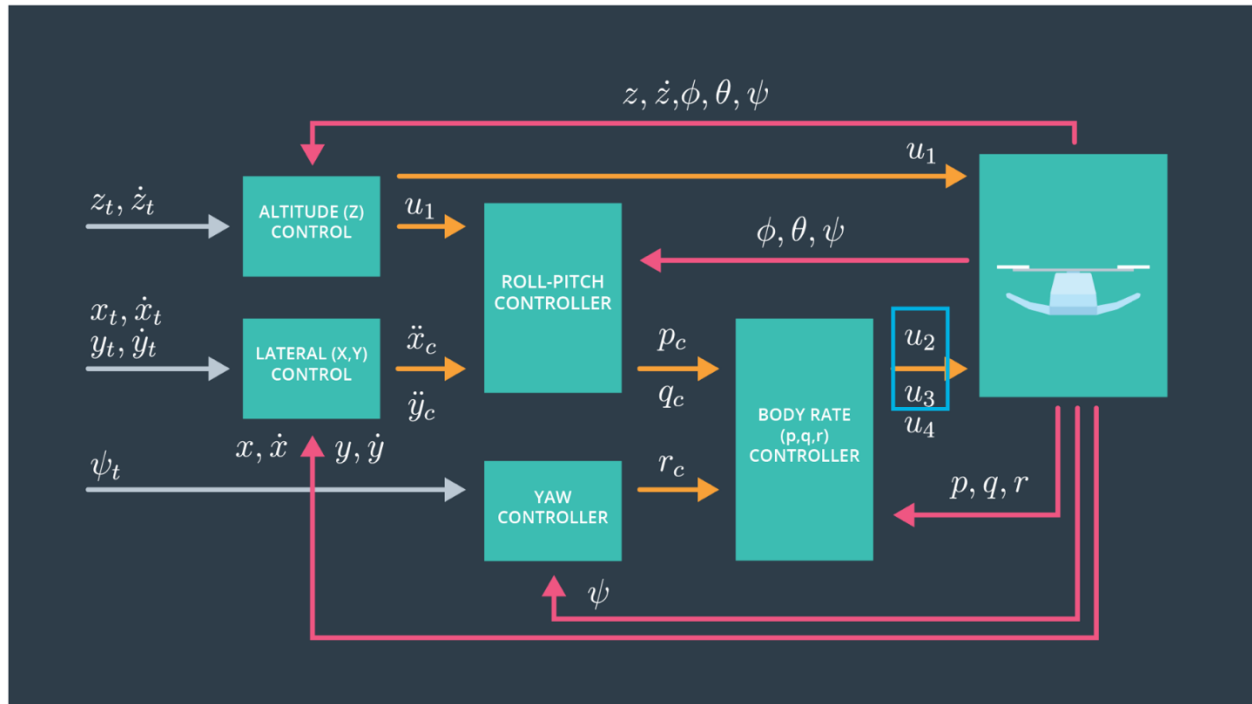 z, ż, ϕ, θ, ψ
u₁
z_t, ż_t
ALTITUDE (Z)
CONTROL
u₁
ϕ, θ, ψ
ROLL-PITCH
CONTROLLER
x_t, ẋ_t
y_t, ẏ_t
LATERAL (X,Y)
CONTROL
ẍ_c
ÿ_c
p_c
q_c
u₂
u₃
u₄
BODY RATE
(p,q,r)
CONTROLLER
x, ẋ
y, ẏ
ψ_t
r_c
YAW
CONTROLLER
p, q, r
ψ